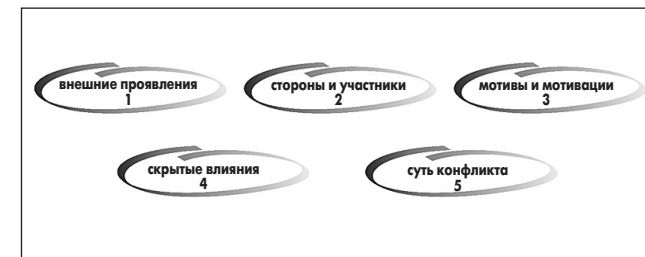 внешние проявления
1
стороны и участники
2
мотивы и мотивации
3
скрытые влияния
4
суть конфликта
5